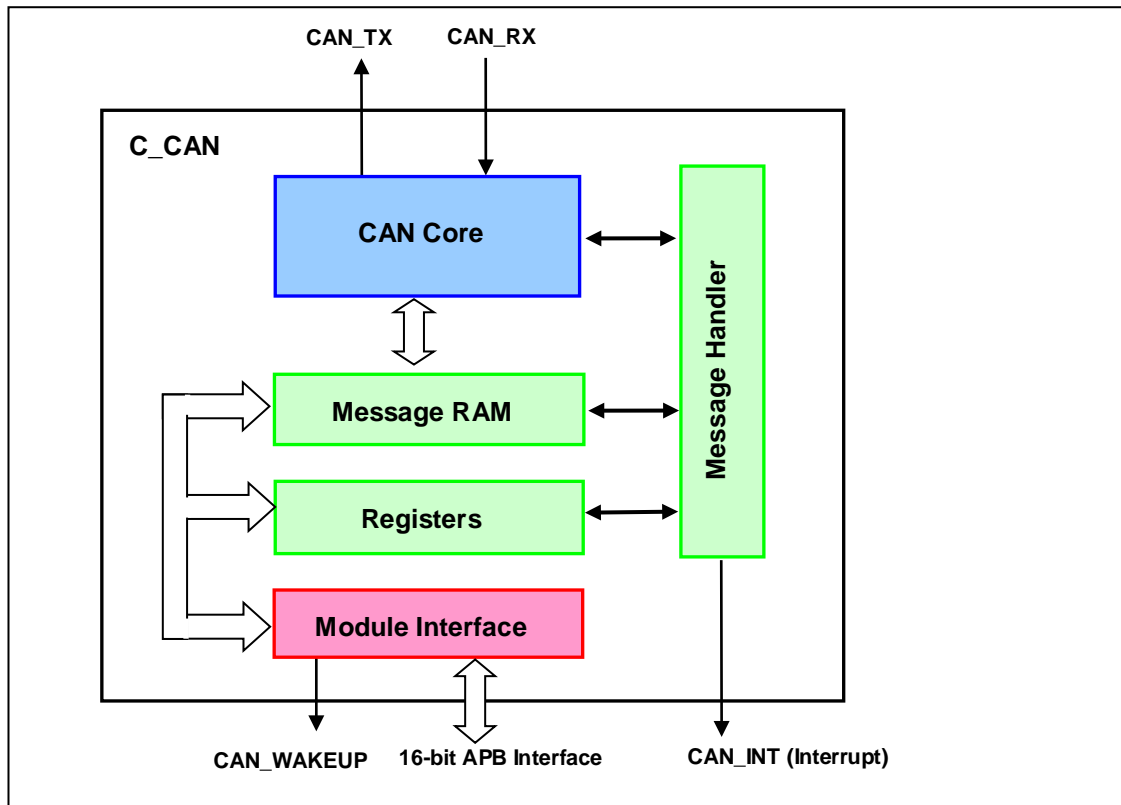 CAN_TX
CAN_RX
C_CAN
CAN Core
Message Handler
Message RAM
Registers
Module Interface
CAN_WAKEUP
16-bit APB Interface
CAN_INT (Interrupt)